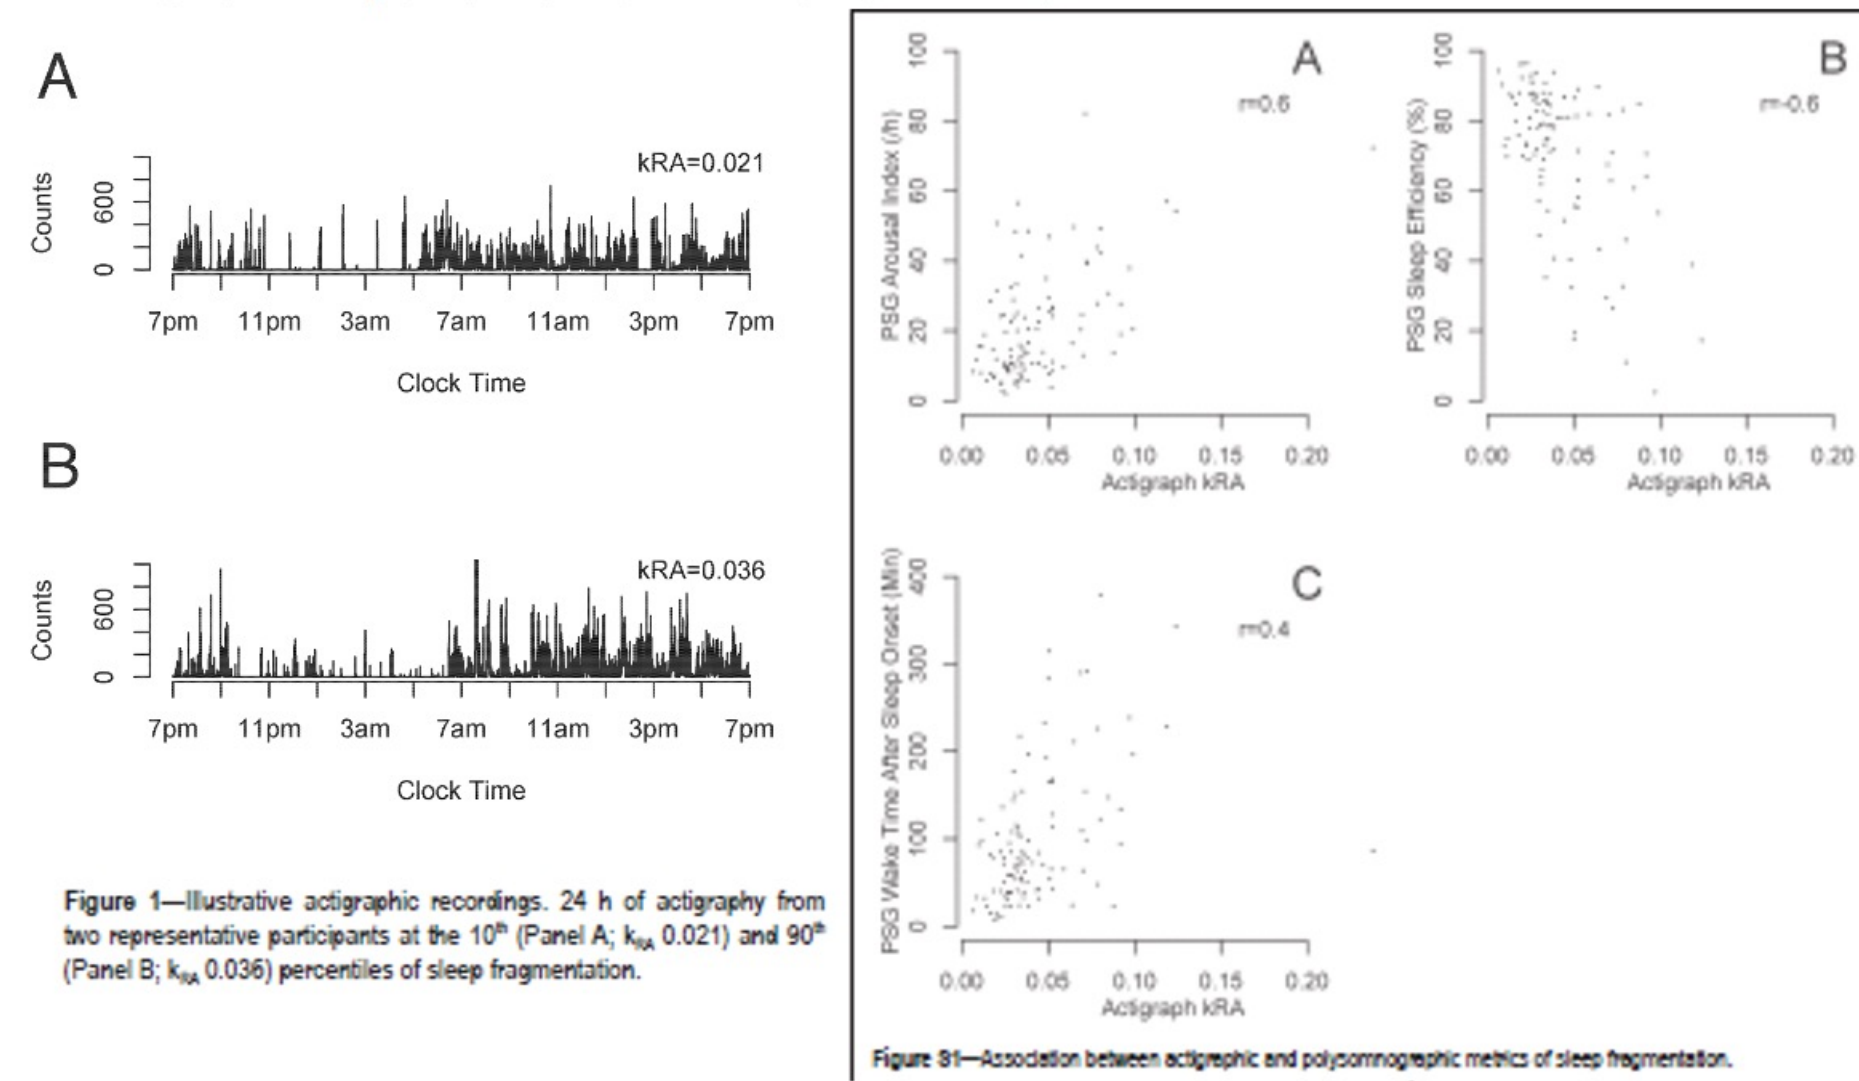 A
kRA=0.021
Counts
600
0
7pm 11pm 3am 7am 11am 3pm 7pm
Clock Time
B
kRA=0.036
Counts
600
0
7pm 11pm 3am 7am 11am 3pm 7pm
Clock Time
Figure 1—Illustrative actigraphic recordings. 24 h of actigraphy from
two representative participants at the 10th (Panel A; kRA 0.021) and 90th
(Panel B; kRA 0.036) percentiles of sleep fragmentation.
A
r=0.6
PSG Arousal Index (/h)
100
80
60
40
20
0
0.00 0.05 0.10 0.15 0.20
Actigraph kRA
B
r=-0.6
PSG Sleep Efficiency (%)
100
80
60
40
20
0
0.00 0.05 0.10 0.15 0.20
Actigraph kRA
C
r=0.4
PSG Wake Time After Sleep Onset (Min)
400
300
200
100
0
0.00 0.05 0.10 0.15 0.20
Actigraph kRA
Figure S1—Association between actigraphic and polysomnographic metrics of sleep fragmentation.